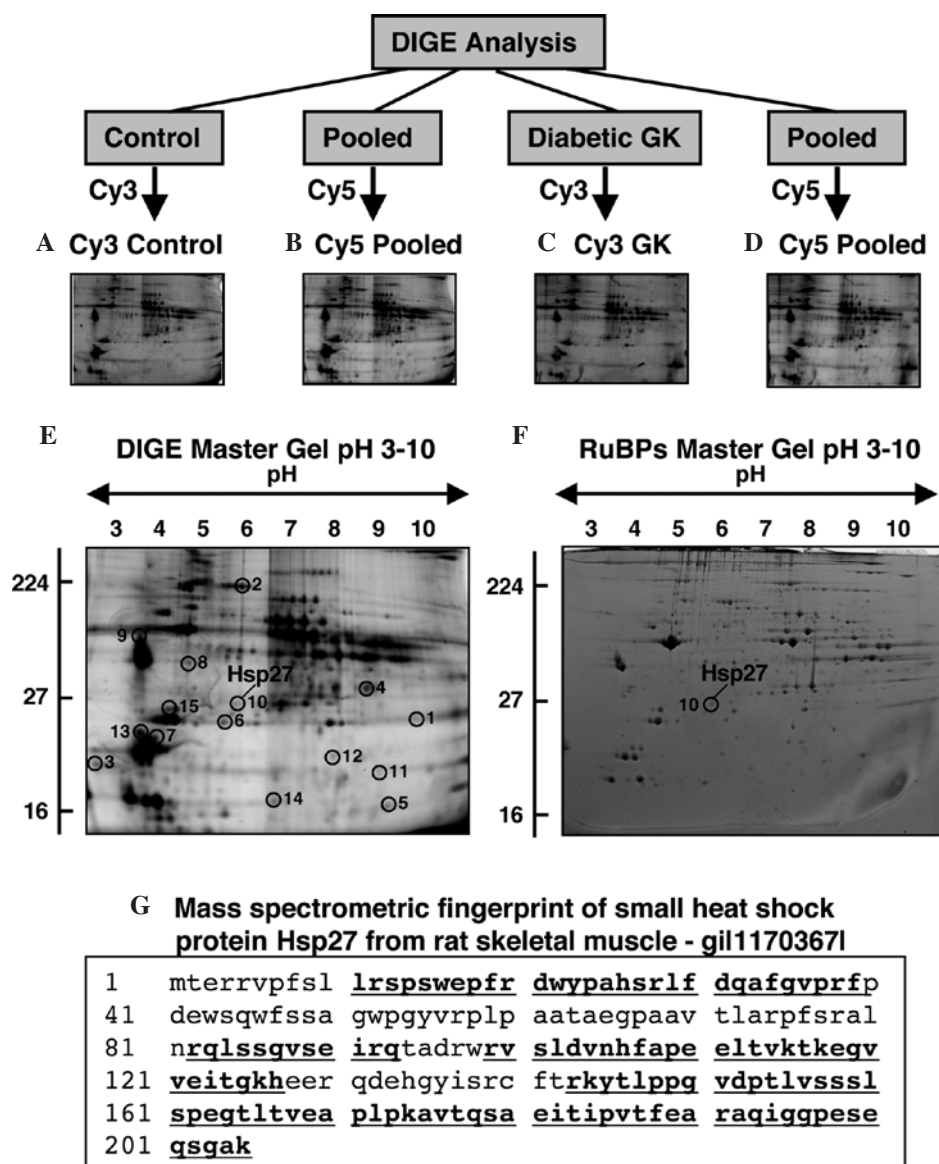 DIGE Analysis
Control Pooled Diabetic GK Pooled
Cy3 Cy5 Cy3 Cy5
A Cy3 Control B Cy5 Pooled C Cy3 GK D Cy5 Pooled
E DIGE Master Gel pH 3-10
pH
3 4 5 6 7 8 9 10
224
27
16
2
9
8
Hsp27
4
15
10
6
1
13
7
3
12
11
14
5
F RuBPs Master Gel pH 3-10
pH
3 4 5 6 7 8 9 10
224
27
16
Hsp27
10
G Mass spectrometric fingerprint of small heat shock
protein Hsp27 from rat skeletal muscle - gil1170367l
1 mterrvpfsl lrspswepfr dwypahsrlf dqafgvprfp
41 dewsqwfssa gwpgyvrplp aataegpaav tlarpfsral
81 nrqlssgvse irqtadrwrv sldvnhfape eltvktkegv
121 veitgkheer qdehgyisrc ftrkytlppg vdptlvsssl
161 spegtltvea plpkavtqsa eitipvtfea raqiggpese
201 qsgak